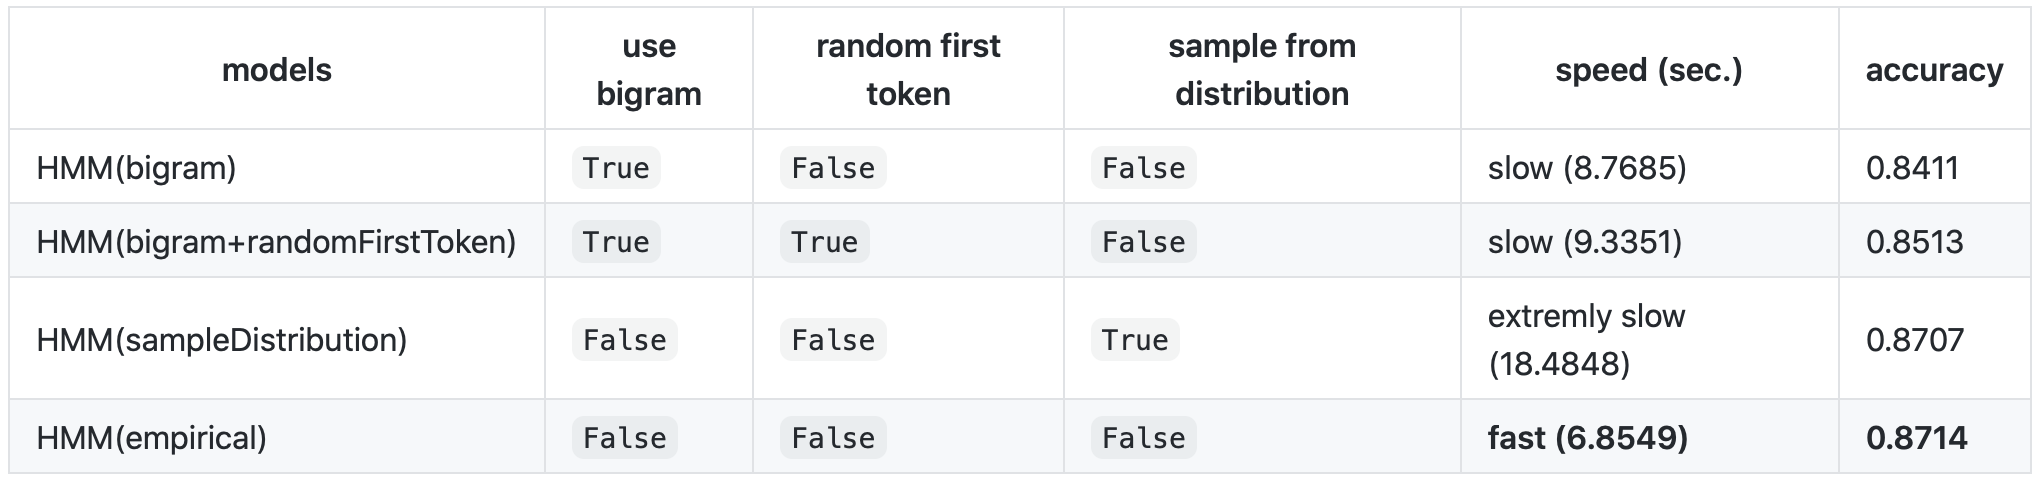 models
use
bigram
random first
token
sample from
distribution
speed (sec.)
accuracy
HMM(bigram)
True
False
False
slow (8.7685)
0.8411
HMM(bigram+randomFirstToken)
True
True
False
slow (9.3351)
0.8513
HMM(sampleDistribution)
False
False
True
extremly slow
(18.4848)
0.8707
HMM(empirical)
False
False
False
fast (6.8549)
0.8714